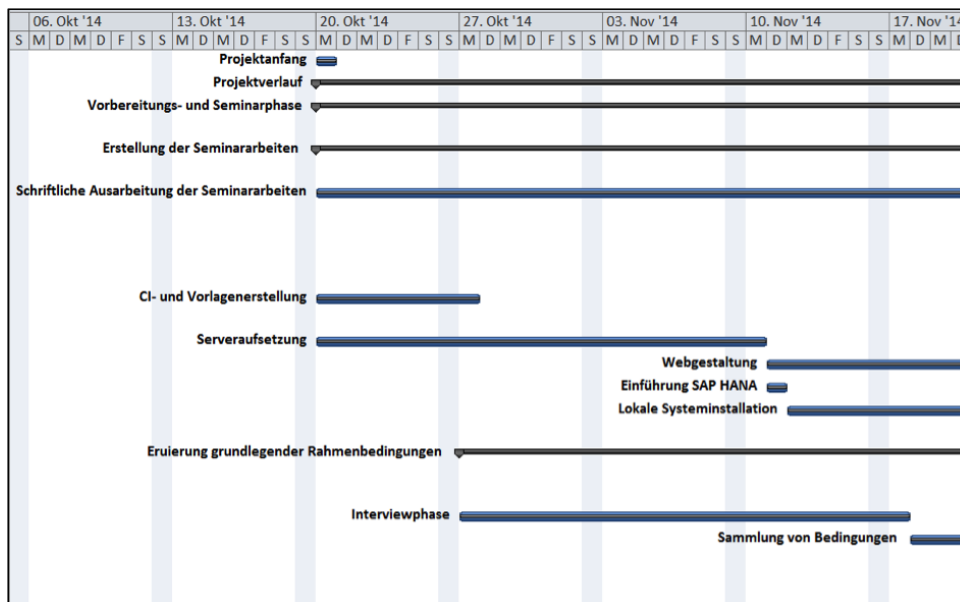 06. Okt '14 13. Okt '14 20. Okt '14 27. Okt '14 03. Nov '14 10. Nov '14 17. Nov '14
S M D M D F S S M D M D F S S M D M D F S S M D M D F S S M D M D F S S M D M D F S S M D M D
Projektanfang
Projektverlauf
Vorbereitungs- und Seminarphase
Erstellung der Seminararbeiten
Schriftliche Ausarbeitung der Seminararbeiten
CI- und Vorlagenerstellung
Serveraufsetzung
Webgestaltung
Einführung SAP HANA
Lokale Systeminstallation
Eruierung grundlegender Rahmenbedingungen
Interviewphase
Sammlung von Bedingungen